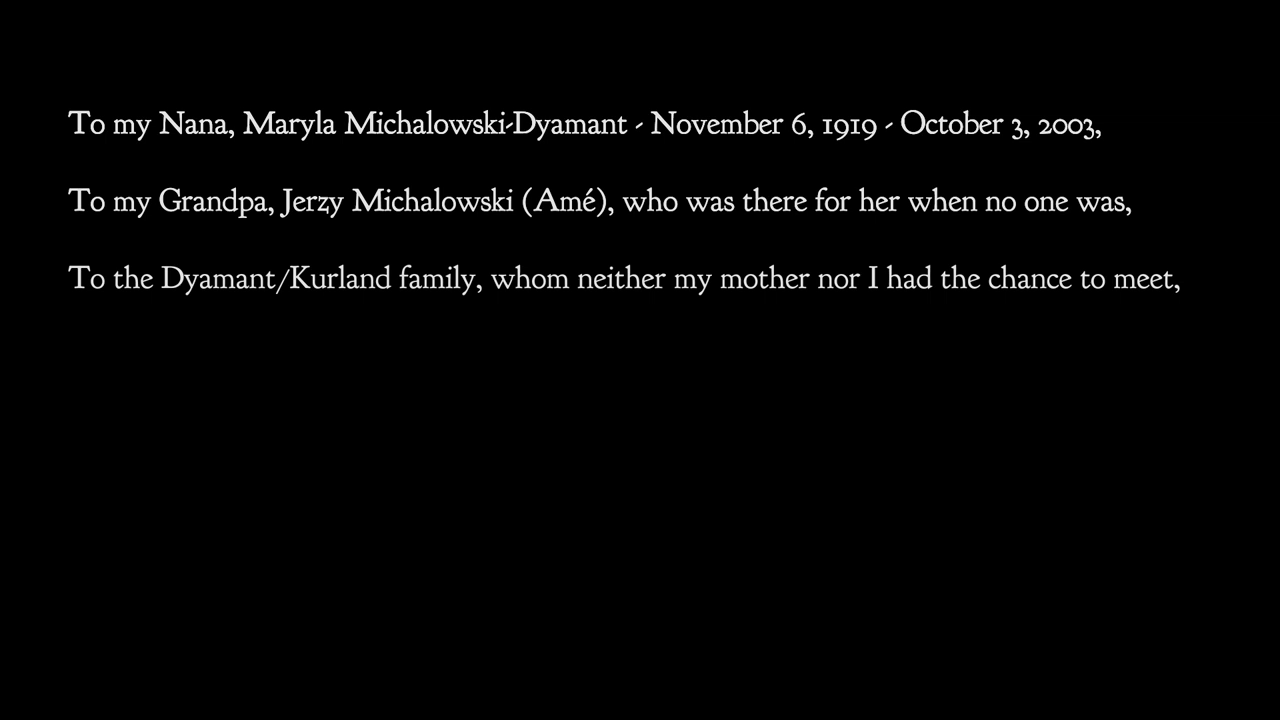 To my Nana, Maryla Michalowski-Dyamant - November 6, 1919 - October 3, 2003,
To my Grandpa, Jerzy Michalowski (Amé), who was there for her when no one was,
To the Dyamant/Kurland family, whom neither my mother nor I had the chance to meet,